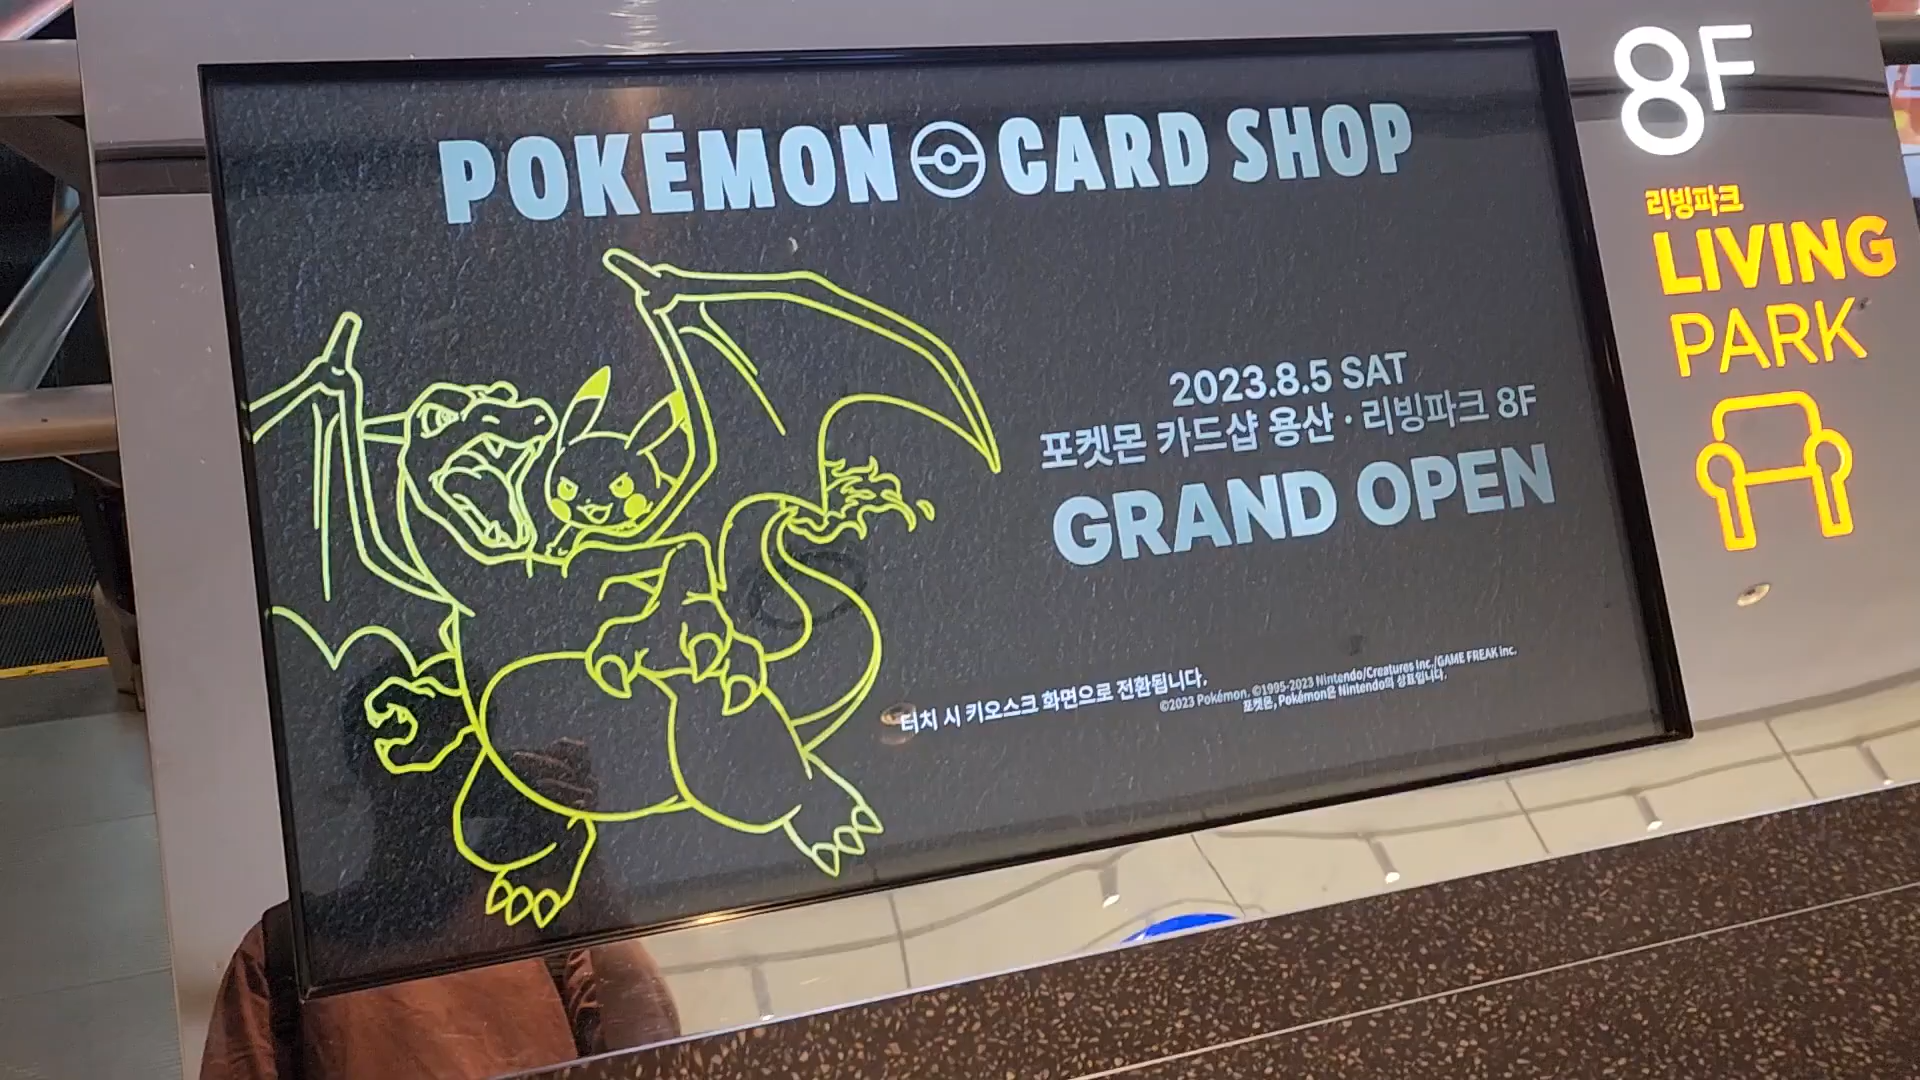 POKÉMON CARD SHOP
2023.8.5 SAT
포켓몬 카드샵 용산 · 리빙파크 8F
GRAND OPEN
터치 시 키오스크 화면으로 전환됩니다.
©2023 Pokémon. ©1995-2023 Nintendo/Creatures Inc./GAME FREAK inc.
포켓몬, Pokémon은 Nintendo의 상표입니다.
8F
리빙파크
LIVING
PARK